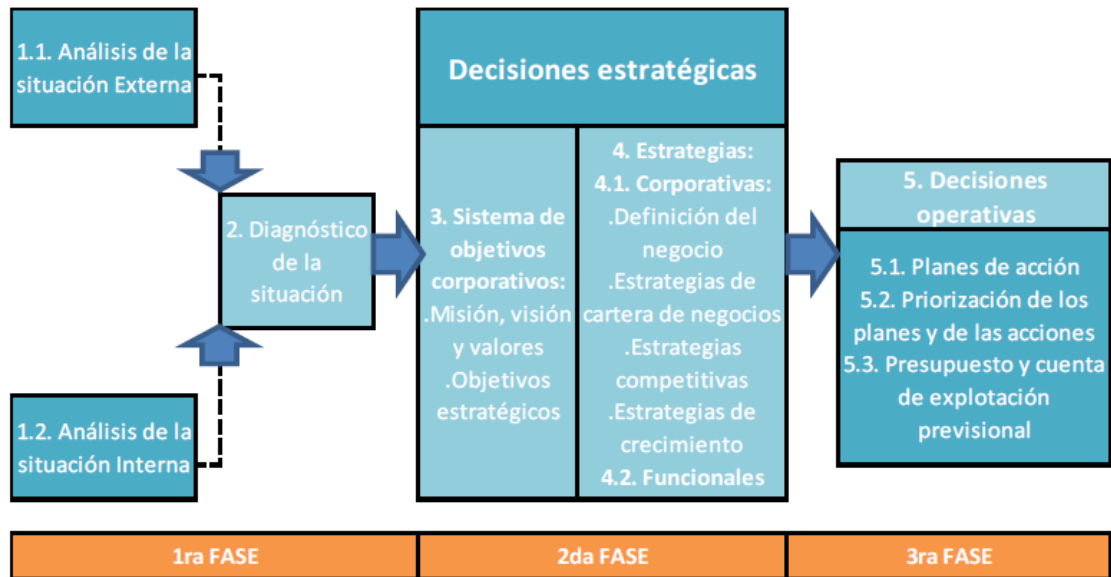 1.1. Análisis de la
situación Externa
1.2. Análisis de la
situación Interna
2. Diagnóstico
de la
situación
Decisiones estratégicas
3. Sistema de
objetivos
corporativos:
.Misión, visión
y valores
.Objetivos
estratégicos
4. Estrategias:
4.1. Corporativas:
.Definición del
negocio
.Estrategias de
cartera de negocios
.Estrategias
competitivas
.Estrategias de
crecimiento
4.2. Funcionales
5. Decisiones
operativas
5.1. Planes de acción
5.2. Priorización de los
planes y de las acciones
5.3. Presupuesto y cuenta
de explotación
previsional
1ra FASE
2da FASE
3ra FASE